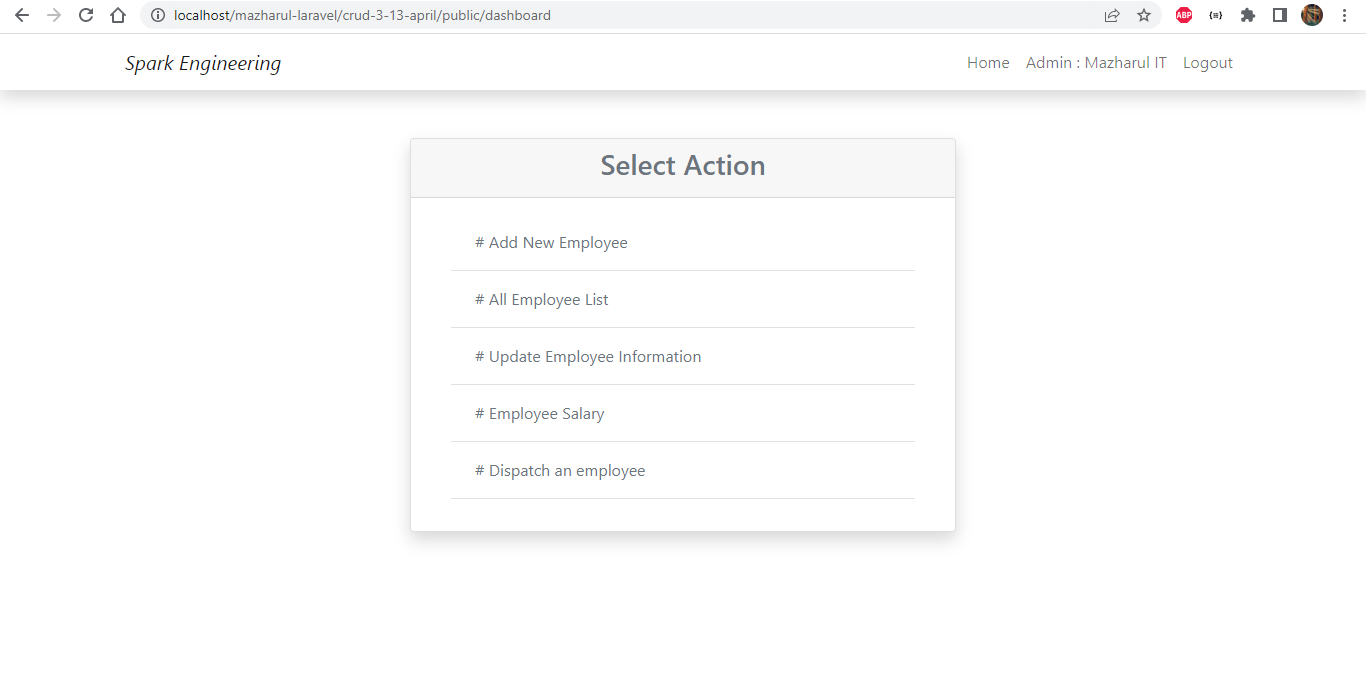 localhost/mazharul-laravel/crud-3-13-april/public/dashboard
ABP
Spark Engineering
Home Admin : Mazharul IT Logout
Select Action
# Add New Employee
# All Employee List
# Update Employee Information
# Employee Salary
# Dispatch an employee